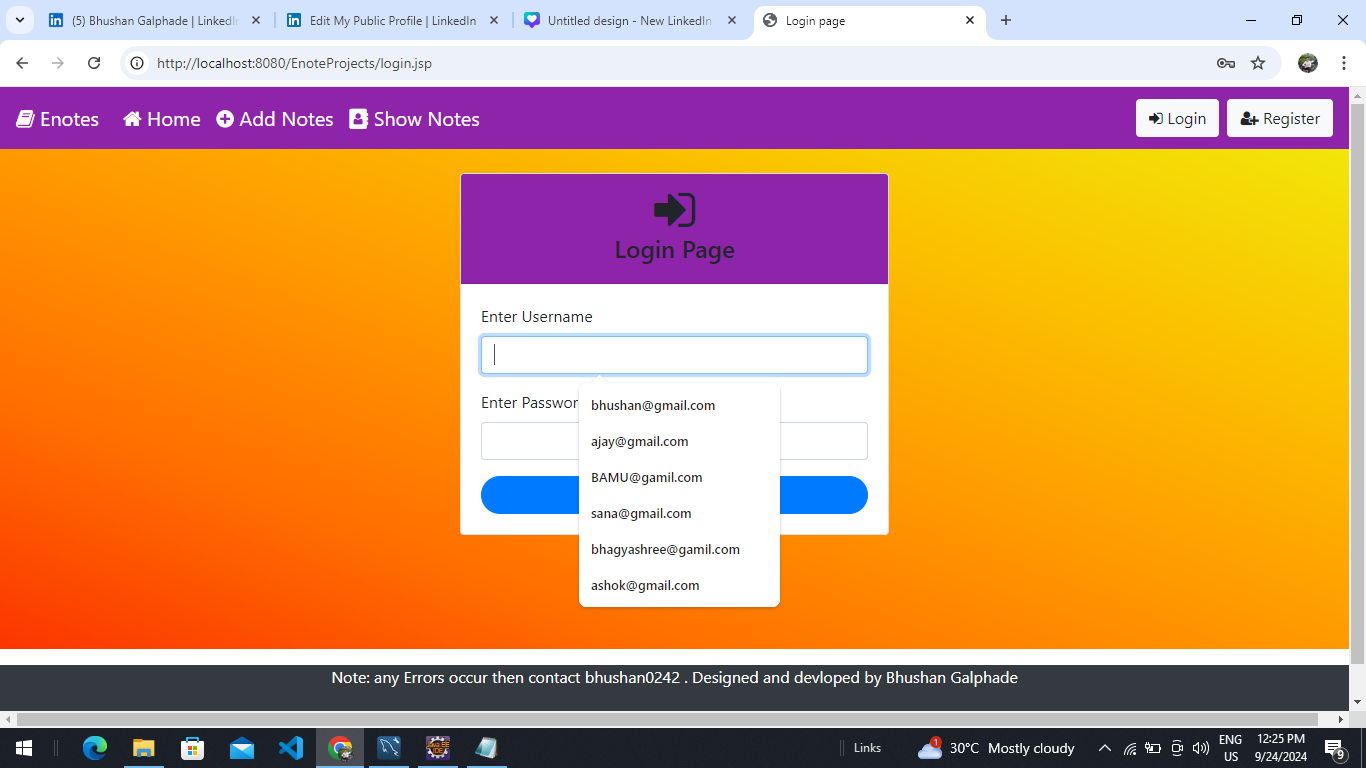 (5) Bhushan Galphade | LinkedIn
Edit My Public Profile | LinkedIn
Untitled design - New LinkedIn
Login page
http://localhost:8080/EnoteProjects/login.jsp
Enotes Home Add Notes Show Notes Login Register
Login Page
Enter Username
bhushan@gmail.com
Enter Passwor
ajay@gmail.com
BAMU@gamil.com
sana@gmail.com
bhagyashree@gamil.com
ashok@gmail.com
Note: any Errors occur then contact bhushan0242 . Designed and devloped by Bhushan Galphade
Links
1
30°C Mostly cloudy
ENG
US
12:25 PM
9/24/2024
9